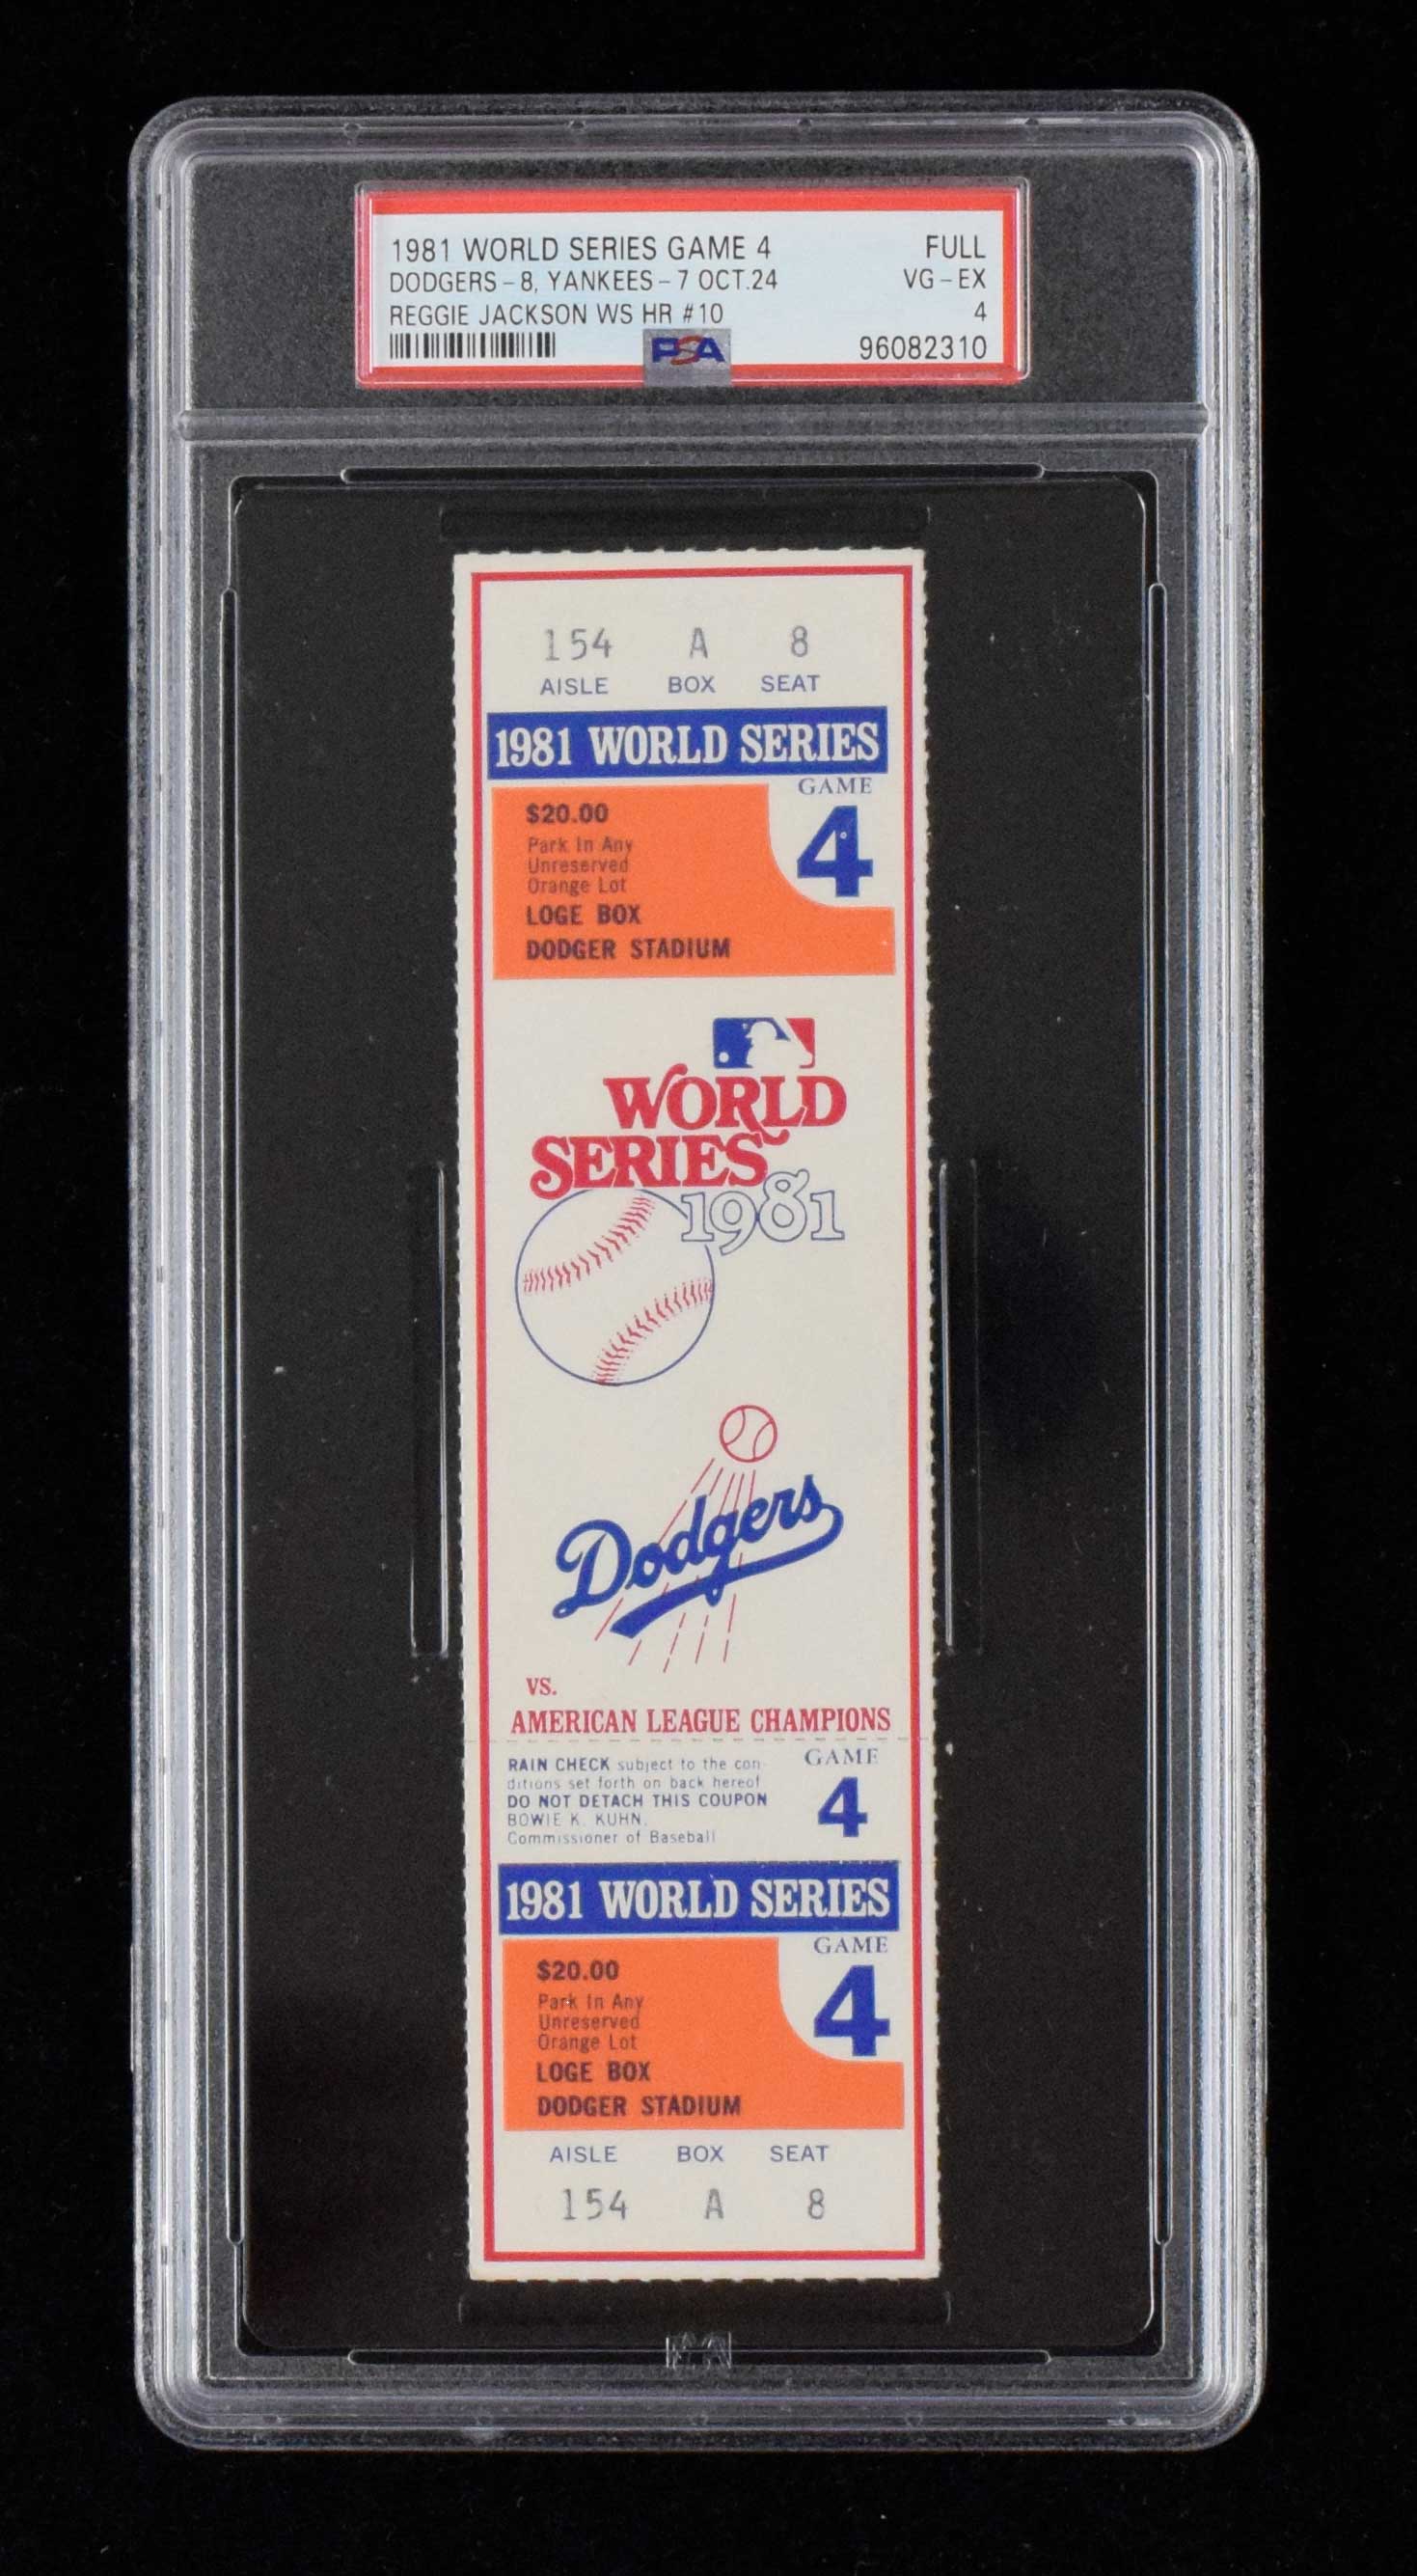 1981 WORLD SERIES GAME 4 FULL
DODGERS-8, YANKEES-7 OCT.24 VG-EX
REGGIE JACKSON WS HR #10 4
PSA 96082310
154 A 8
AISLE BOX SEAT
1981 WORLD SERIES
GAME
4
$20.00
Park In Any
Unreserved
Orange Lot
LOGE BOX
DODGER STADIUM
WORLD
SERIES
1981
Dodgers
VS.
AMERICAN LEAGUE CHAMPIONS
RAIN CHECK subject to the con-
ditions set forth on back hereof
DO NOT DETACH THIS COUPON
BOWIE K. KUHN,
Commissioner of Baseball
GAME
4
1981 WORLD SERIES
GAME
4
$20.00
Park In Any
Unreserved
Orange Lot
LOGE BOX
DODGER STADIUM
AISLE BOX SEAT
154 A 8